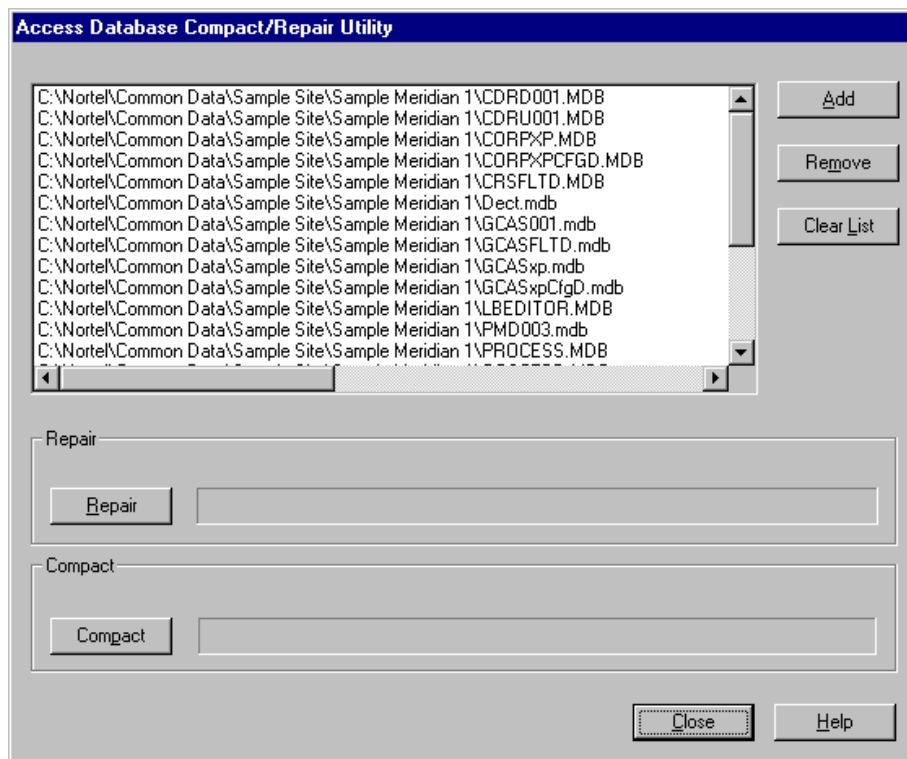 Access Database Compact/Repair Utility
C:\Nortel\Common Data\Sample Site\Sample Meridian 1\CDRD001.MDB
C:\Nortel\Common Data\Sample Site\Sample Meridian 1\CDRU001.MDB
C:\Nortel\Common Data\Sample Site\Sample Meridian 1\CORPXP.MDB
C:\Nortel\Common Data\Sample Site\Sample Meridian 1\CORPXPCFGD.MDB
C:\Nortel\Common Data\Sample Site\Sample Meridian 1\CRSFLTD.MDB
C:\Nortel\Common Data\Sample Site\Sample Meridian 1\Dect.mdb
C:\Nortel\Common Data\Sample Site\Sample Meridian 1\GCAS001.mdb
C:\Nortel\Common Data\Sample Site\Sample Meridian 1\GCASFLTD.mdb
C:\Nortel\Common Data\Sample Site\Sample Meridian 1\GCASxp.mdb
C:\Nortel\Common Data\Sample Site\Sample Meridian 1\GCASxpCfgD.mdb
C:\Nortel\Common Data\Sample Site\Sample Meridian 1\LBEDITOR.MDB
C:\Nortel\Common Data\Sample Site\Sample Meridian 1\PMD003.mdb
C:\Nortel\Common Data\Sample Site\Sample Meridian 1\PROCESS.MDB
Add
Remove
Clear List
Repair
Repair
Compact
Compact
Close
Help